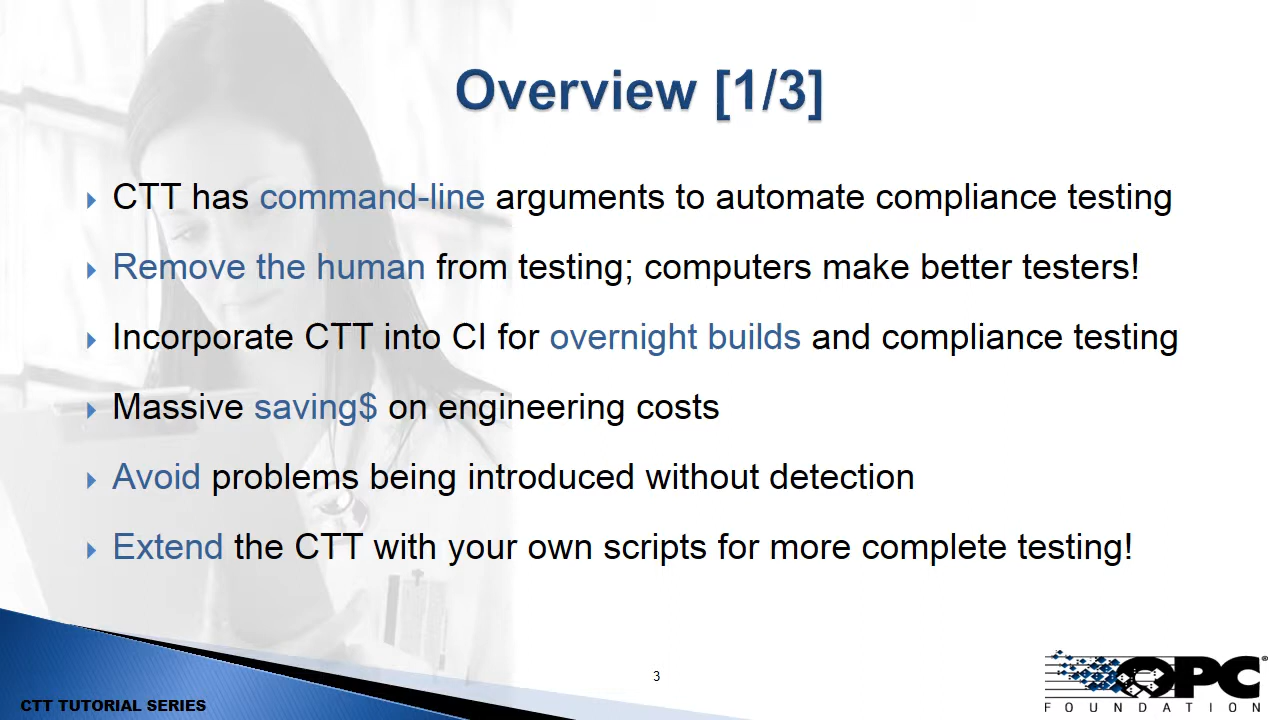 Overview [1/3]
CTT has command-line arguments to automate compliance testing
Remove the human from testing; computers make better testers!
Incorporate CTT into CI for overnight builds and compliance testing
Massive saving$ on engineering costs
Avoid problems being introduced without detection
Extend the CTT with your own scripts for more complete testing!
3
CTT TUTORIAL SERIES
OPC®
FOUNDATION